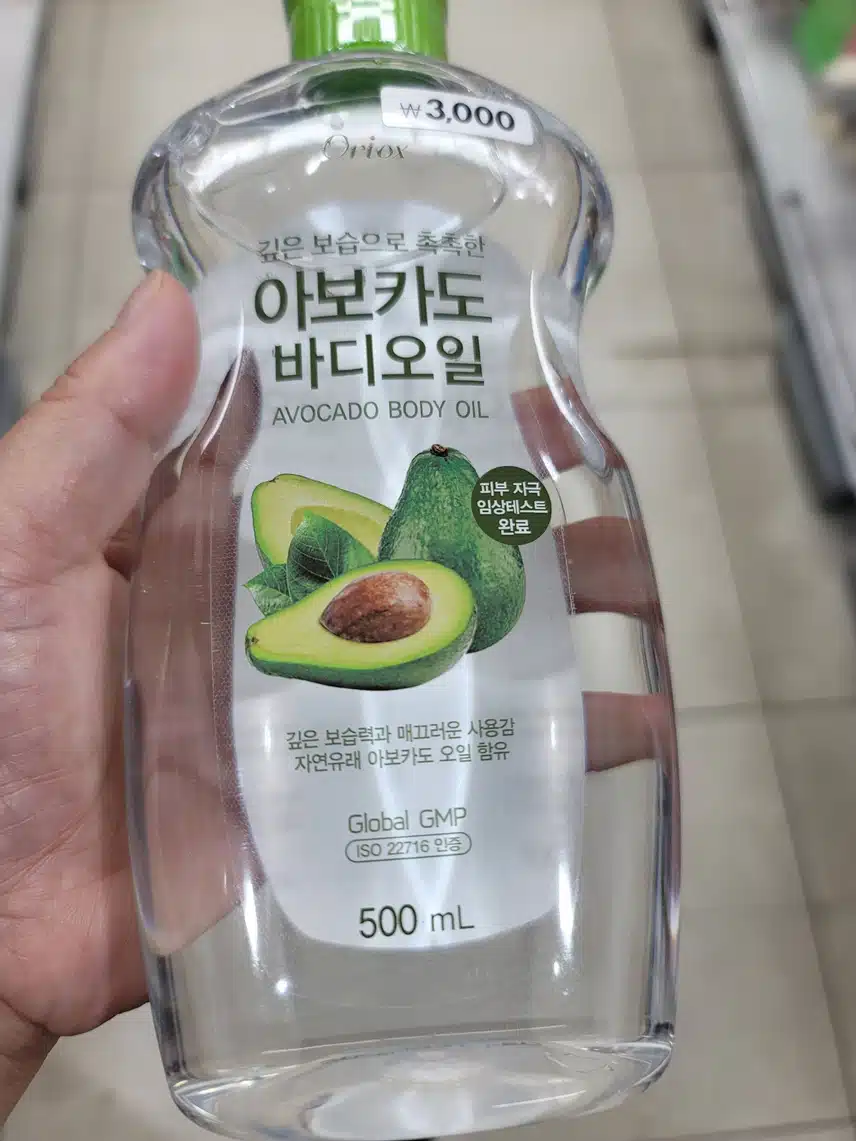 ₩3,000
Oriox
깊은 보습으로 촉촉한
아보카도
바디오일
AVOCADO BODY OIL
피부 자극
임상테스트
완료
깊은 보습력과 매끄러운 사용감
자연유래 아보카도 오일 함유
Global GMP
ISO 22716 인증
500 mL